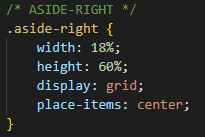 /* ASIDE-RIGHT */
.aside-right {
    width: 18%;
    height: 60%;
    display: grid;
    place-items: center;
}